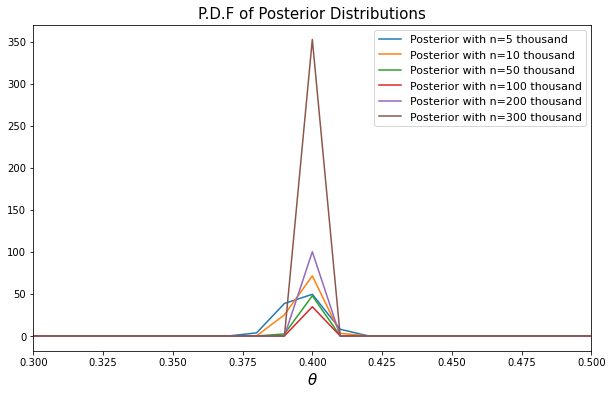 P.D.F of Posterior Distributions
Posterior with n=5 thousand
Posterior with n=10 thousand
Posterior with n=50 thousand
Posterior with n=100 thousand
Posterior with n=200 thousand
Posterior with n=300 thousand
350
300
250
200
150
100
50
0
0.300 0.325 0.350 0.375 0.400 0.425 0.450 0.475 0.500
θ